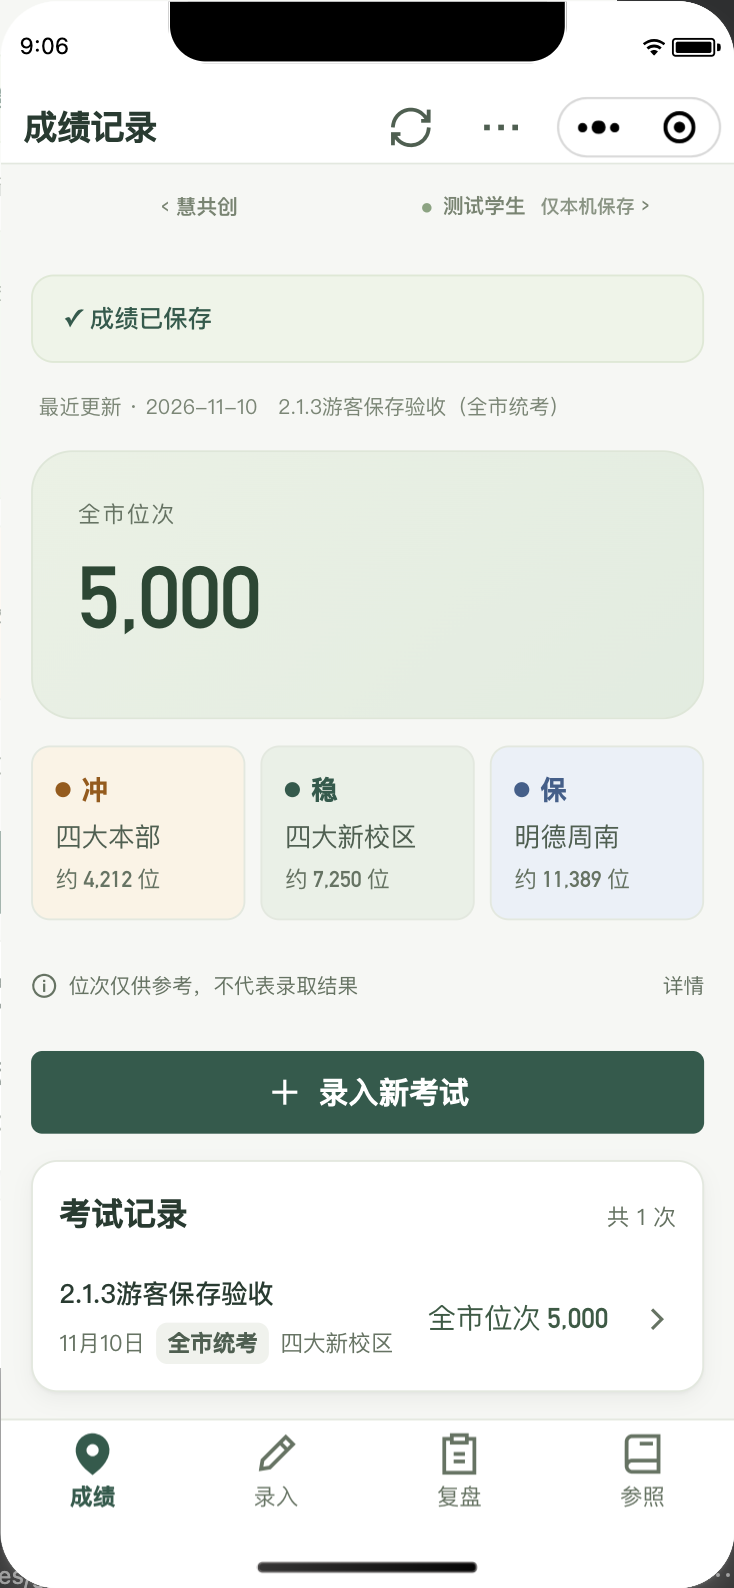 9:06
成绩记录
‹ 慧共创
测试学生 仅本机保存 ›
✓ 成绩已保存
最近更新 · 2026-11-10 2.1.3游客保存验收（全市统考）
全市位次
5,000
冲
四大本部
约 4,212 位
稳
四大新校区
约 7,250 位
保
明德周南
约 11,389 位
位次仅供参考，不代表录取结果
详情
＋ 录入新考试
考试记录
共 1 次
2.1.3游客保存验收
11月10日 全市统考 四大新校区
全市位次 5,000
成绩
录入
复盘
参照